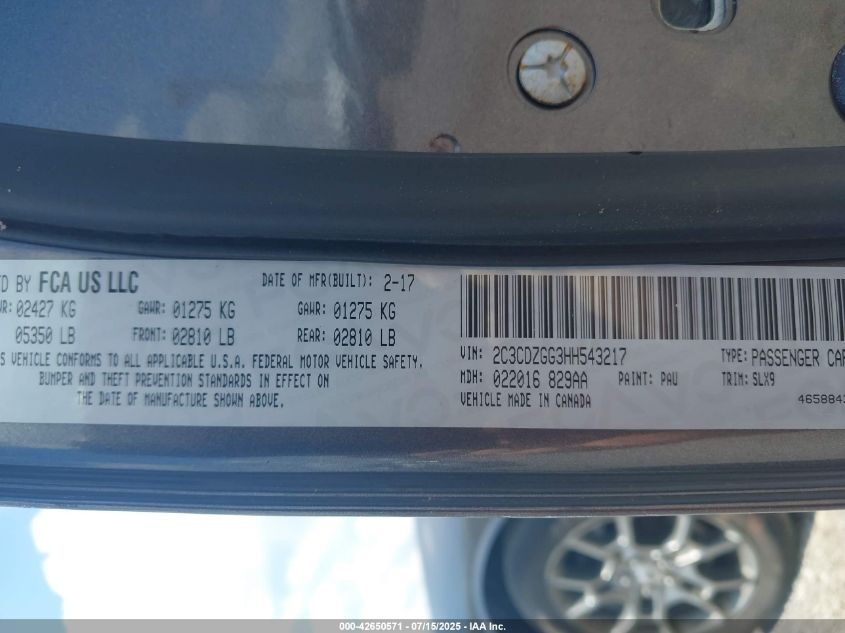 BY FCA US LLC DATE OF MFR(BUILT): 2-17
02427 KG GAWR: 01275 KG GAWR: 01275 KG
05350 LB FRONT: 02810 LB REAR: 02810 LB
VEHICLE CONFORMS TO ALL APPLICABLE U.S.A. FEDERAL MOTOR VEHICLE SAFETY,
BUMPER AND THEFT PREVENTION STANDARDS IN EFFECT ON
THE DATE OF MANUFACTURE SHOWN ABOVE.
VIN: 2C3CDZGG3HH543217 TYPE: PASSENGER CAR
MDH: 022016 829AA PAINT: PAU TRIM: SLX9
VEHICLE MADE IN CANADA 4658843
000-42650571 - 07/15/2025 - IAA Inc.